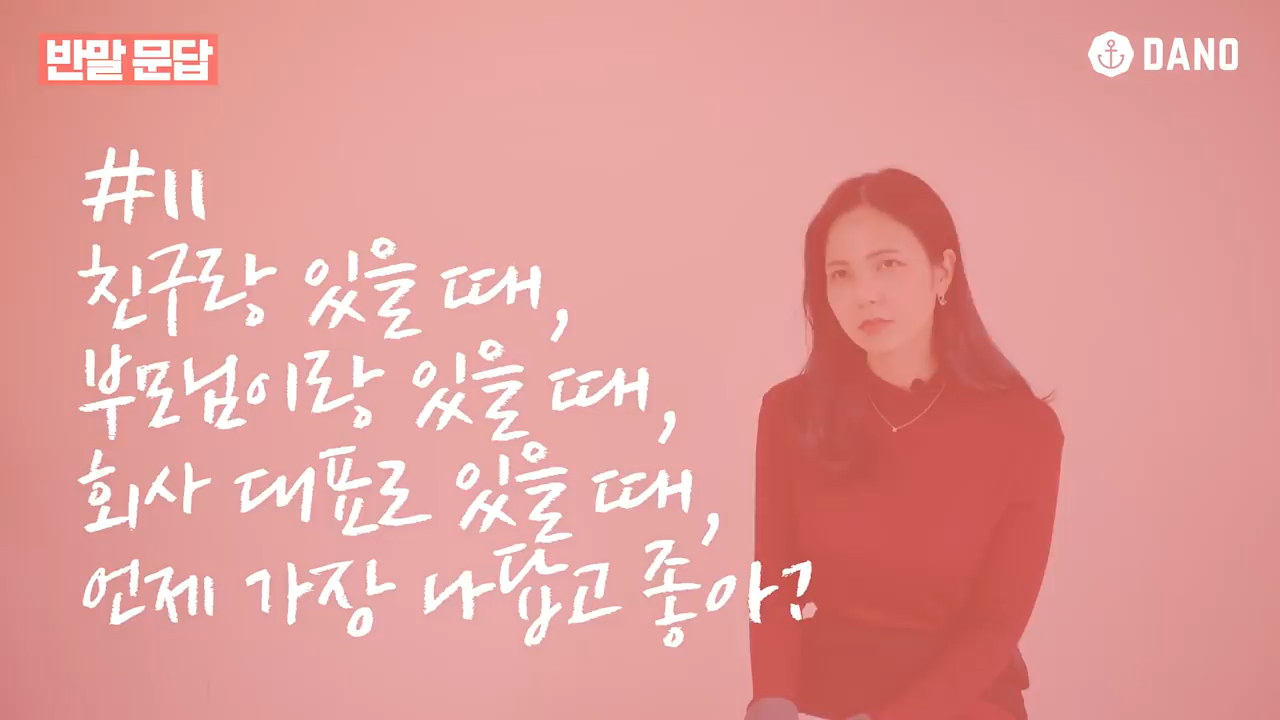 반말 문답
DANO
#11
친구랑 있을 때,
부모님이랑 있을 때,
회사 대표로 있을 때,
언제 가장 나답고 좋아?